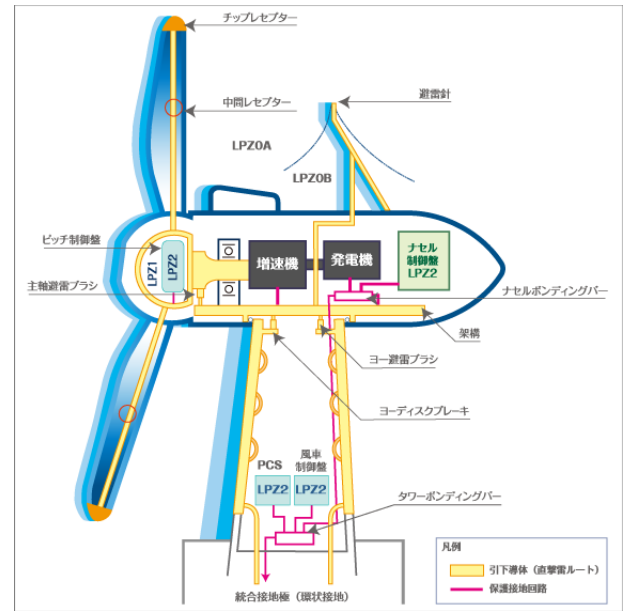 チップレセプター
中間レセプター
避雷針
LPZ0A
LPZ0B
ピッチ制御盤
LPZ1
LPZ2
増速機
発電機
ナセル
制御盤
LPZ2
主軸避雷ブラシ
ナセルボンディングバー
架構
ヨー避雷ブラシ
ヨーディスクブレーキ
PCS
風車
制御盤
LPZ2
LPZ2
タワーボンディングバー
凡例
引下導体（直撃雷ルート）
保護接地回路
統合接地極（環状接地）